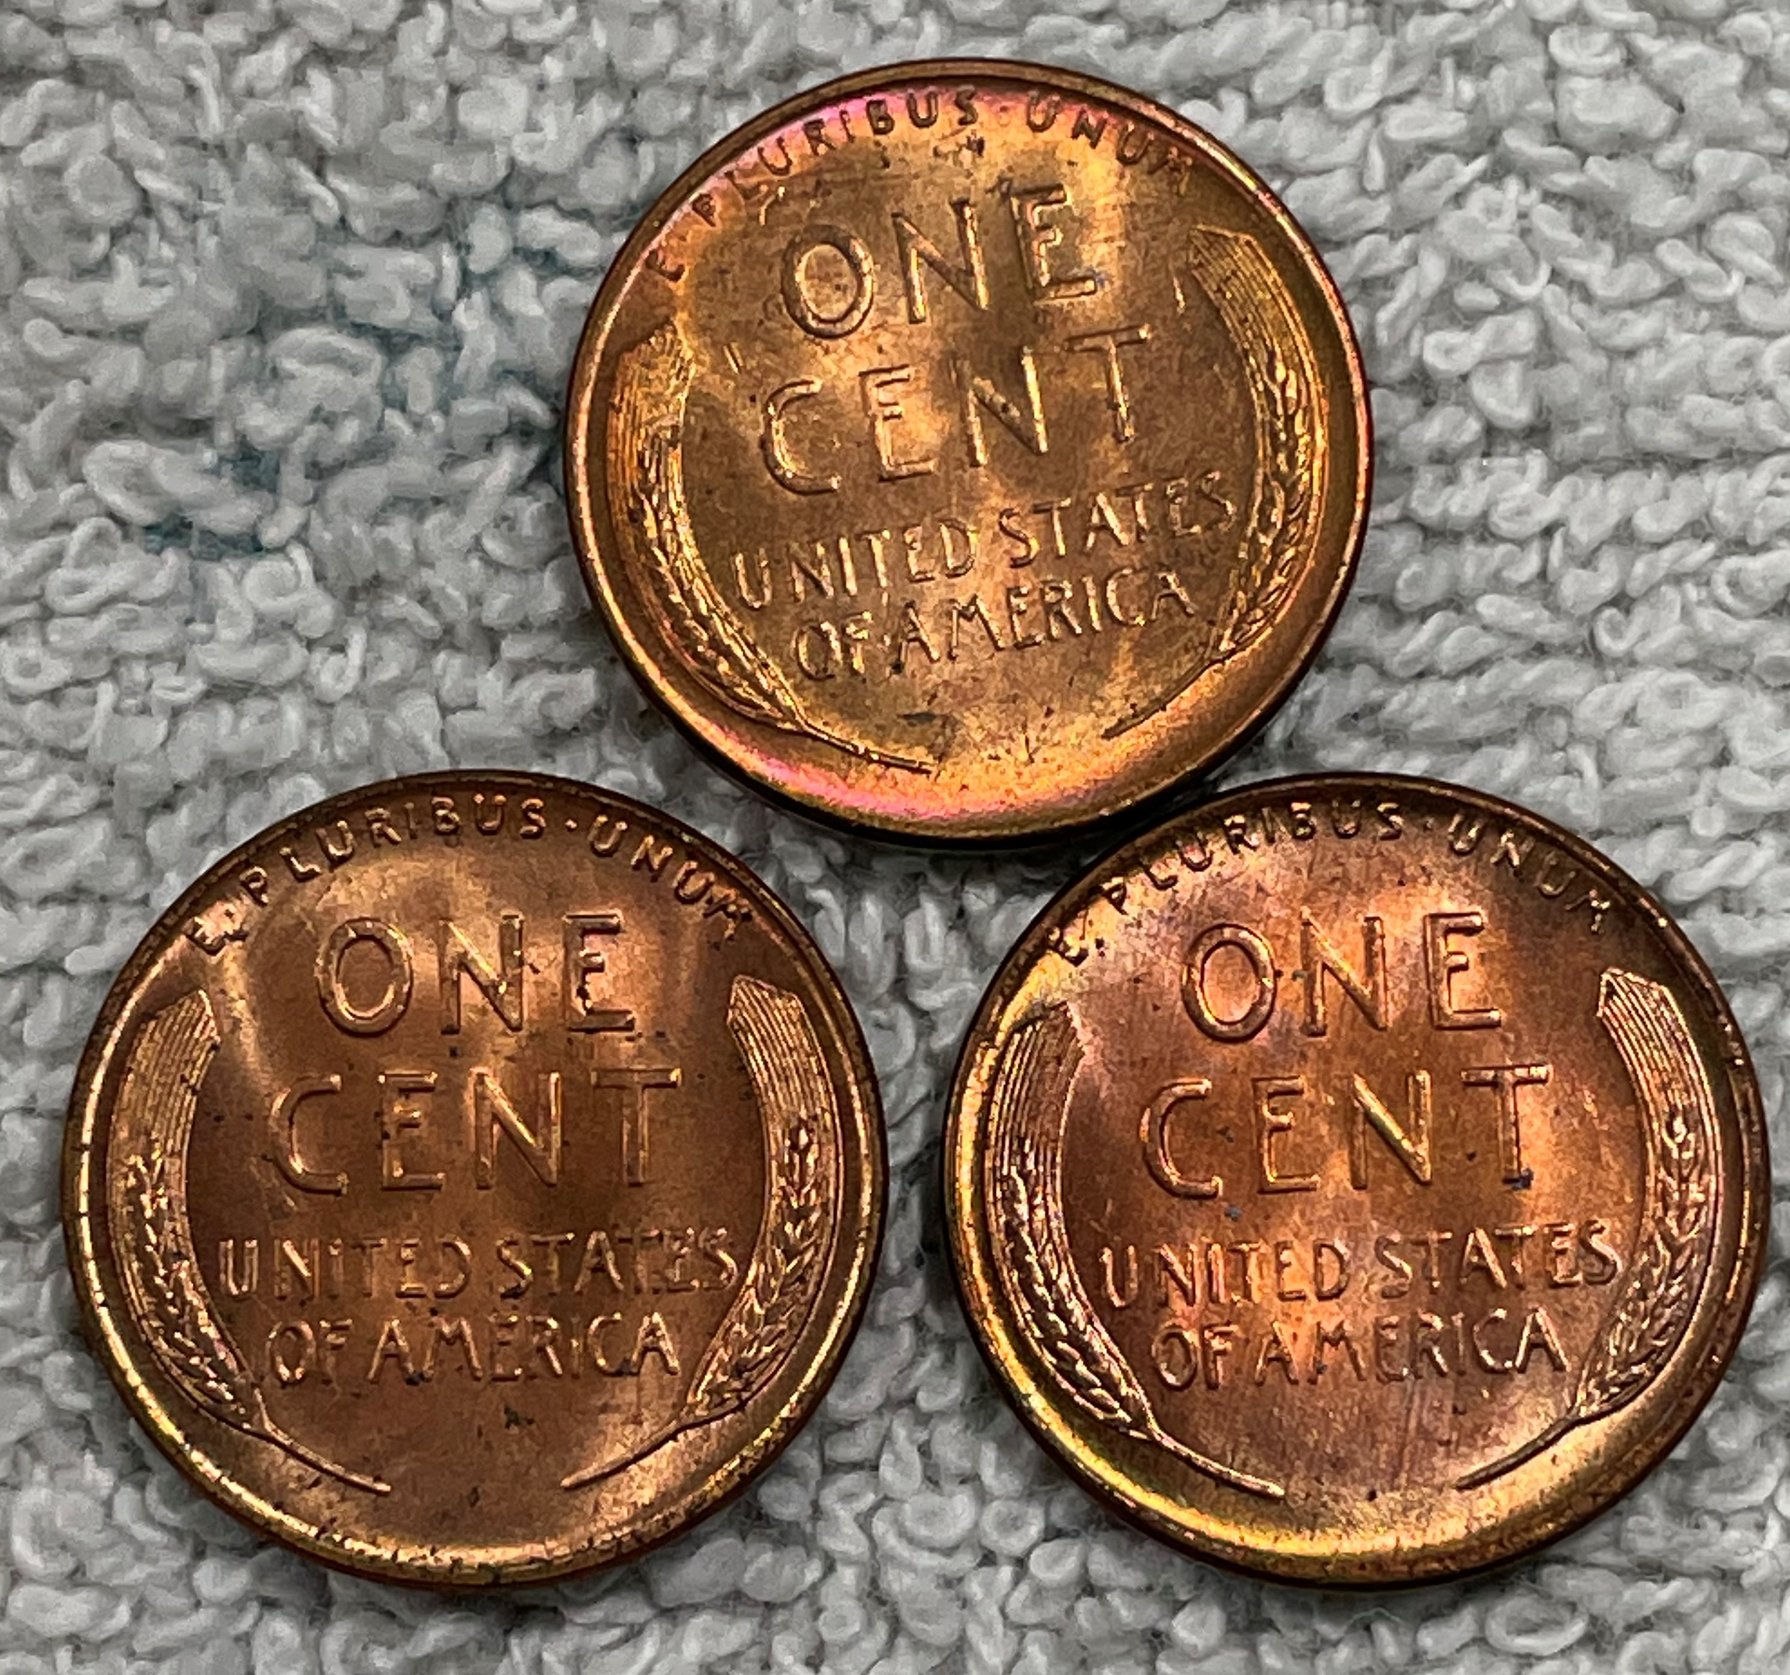 E·PLURIBUS·UNUM
ONE
CENT
UNITED STATES
OF AMERICA
E·PLURIBUS·UNUM
ONE
CENT
UNITED STATES
OF AMERICA
E·PLURIBUS·UNUM
ONE
CENT
UNITED STATES
OF AMERICA